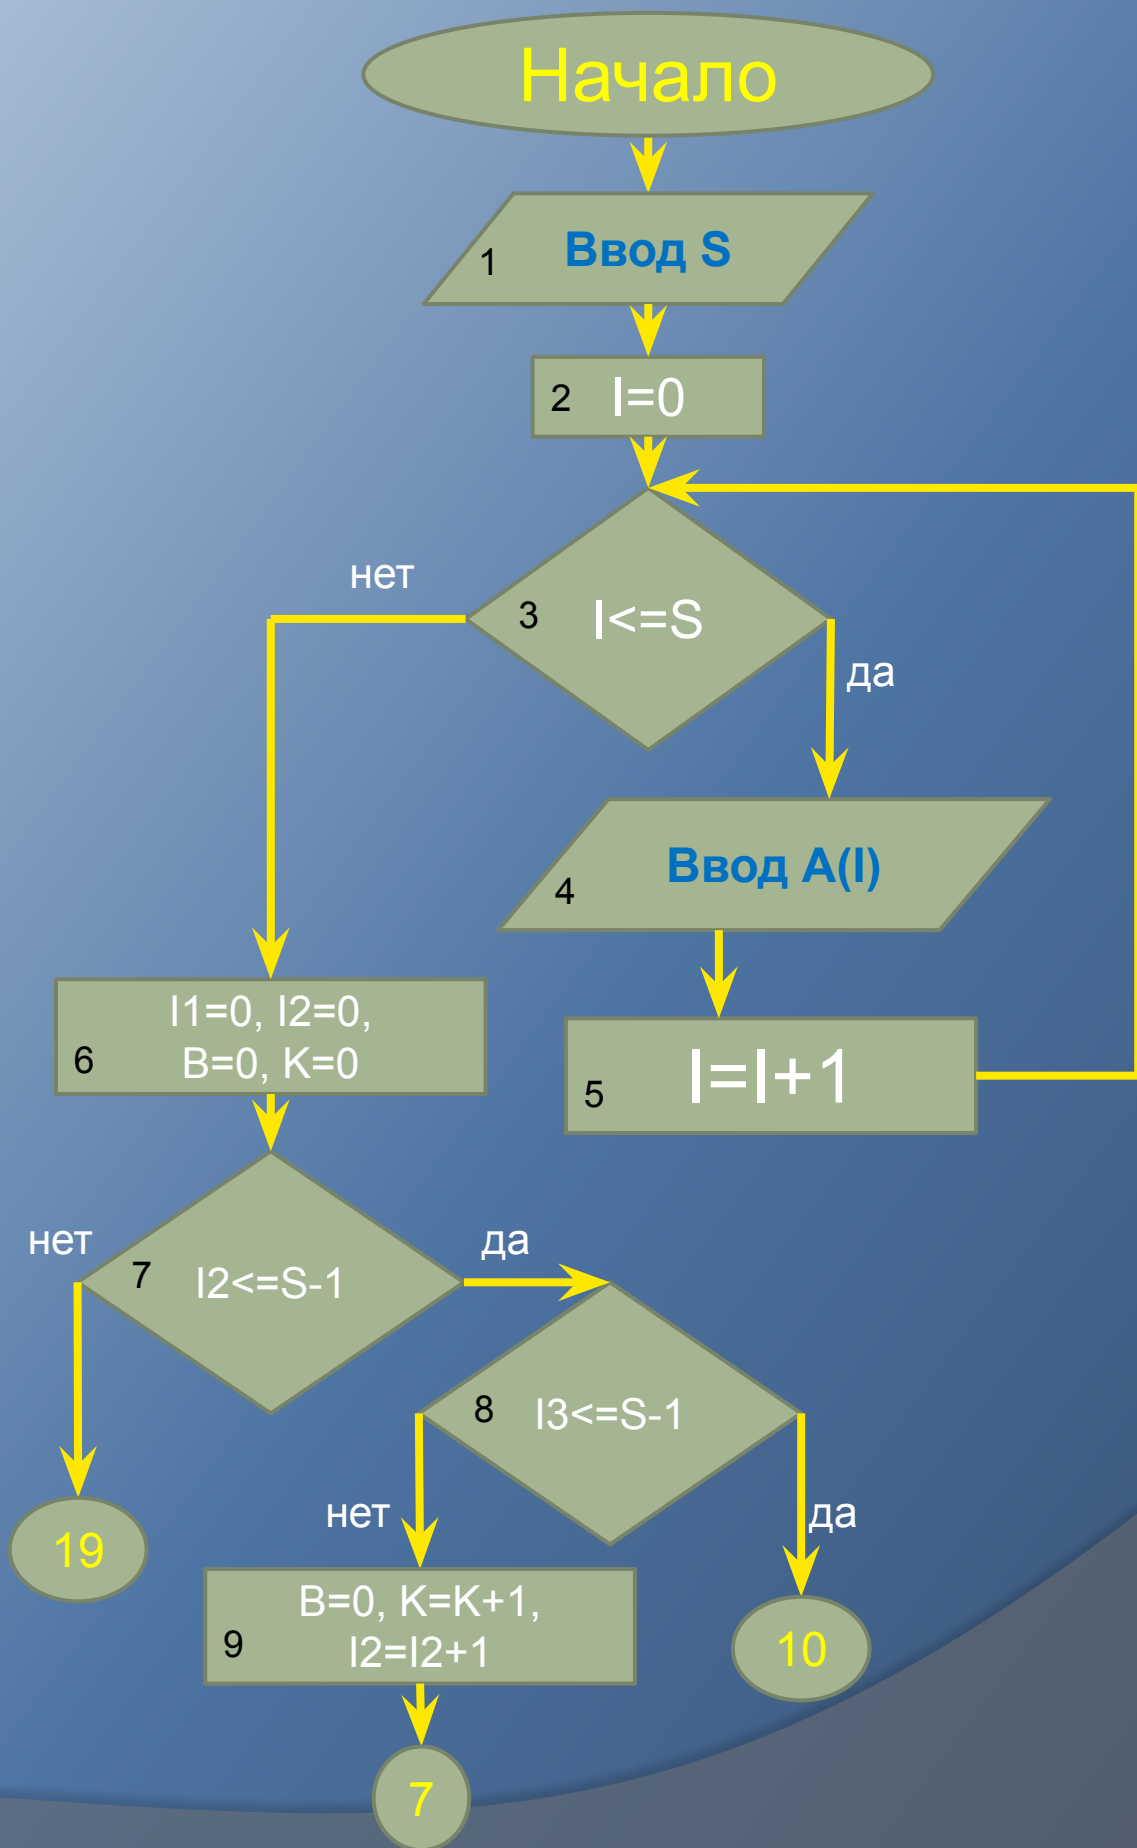 Начало
1 Ввод S
2 I=0
3 I<=S
нет
да
4 Ввод A(I)
5 I=I+1
6 I1=0, I2=0,
B=0, K=0
7 I2<=S-1
нет
да
8 I3<=S-1
нет
да
19
9 B=0, K=K+1,
I2=I2+1
10
7